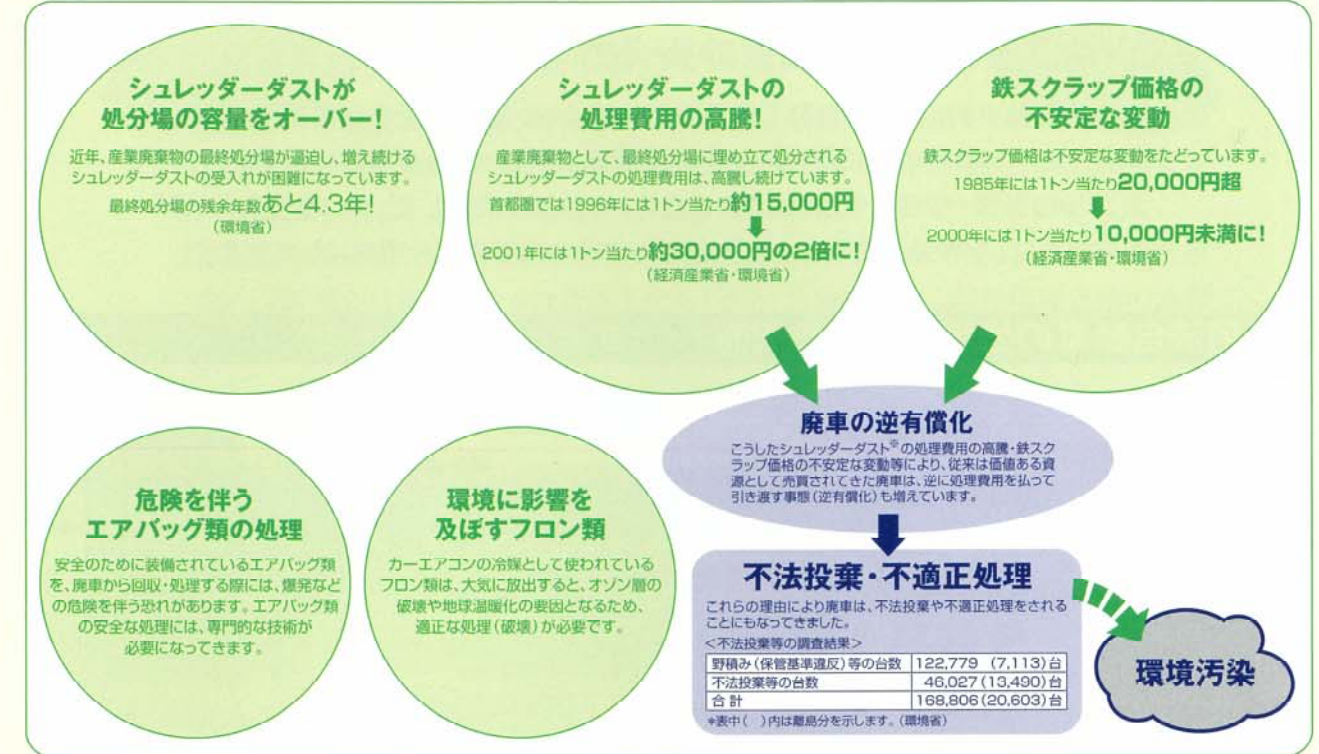 シュレッダーダストが
処分場の容量をオーバー!
近年、産業廃棄物の最終処分場が逼迫し、増え続ける
シュレッダーダストの受入れが困難になっています。
最終処分場の残余年数あと4.3年!
(環境省)
シュレッダーダストの
処理費用の高騰!
産業廃棄物として、最終処分場に埋め立て処分される
シュレッダーダストの処理費用は、高騰し続けています。
首都圏では1996年には1トン当たり約15,000円
2001年には1トン当たり約30,000円の2倍に!
(経済産業省・環境省)
鉄スクラップ価格の
不安定な変動
鉄スクラップ価格は不安定な変動をたどっています。
1985年には1トン当たり20,000円超
2000年には1トン当たり10,000円未満に!
(経済産業省・環境省)
廃車の逆有償化
こうしたシュレッダーダスト※の処理費用の高騰・鉄スク
ラップ価格の不安定な変動等により、従来は価値ある資
源として売買されてきた廃車は、逆に処理費用を払って
引き渡す事態(逆有償化)も増えています。
危険を伴う
エアバッグ類の処理
安全のために装備されているエアバッグ類
を、廃車から回収・処理する際には、爆発など
の危険を伴う恐れがあります。エアバッグ類
の安全な処理には、専門的な技術が
必要になってきます。
環境に影響を
及ぼすフロン類
カーエアコンの冷媒として使われている
フロン類は、大気に放出すると、オゾン層の
破壊や地球温暖化の要因となるため、
適正な処理(破壊)が必要です。
不法投棄・不適正処理
これらの理由により廃車は、不法投棄や不適正処理をされる
ことにもなってきました。
<不法投棄等の調査結果>
野積み(保管基準違反)等の台数 122,779 (7,113)台
不法投棄等の台数 46,027(13,490)台
合計 168,806(20,603)台
*表中( )内は離島分を示します。(環境省)
環境汚染